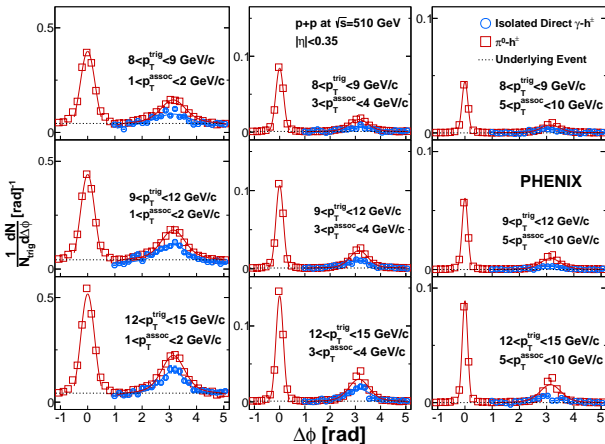 p+p at √s=510 GeV
|η|<0.35
Isolated Direct γ-h±
π⁰-h±
Underlying Event
8<p_T^trig<9 GeV/c
1<p_T^assoc<2 GeV/c
8<p_T^trig<9 GeV/c
3<p_T^assoc<4 GeV/c
8<p_T^trig<9 GeV/c
5<p_T^assoc<10 GeV/c
0.5
0
0.1
0
0.1
0
PHENIX
9<p_T^trig<12 GeV/c
1<p_T^assoc<2 GeV/c
9<p_T^trig<12 GeV/c
3<p_T^assoc<4 GeV/c
9<p_T^trig<12 GeV/c
5<p_T^assoc<10 GeV/c
1/N_trig dN/dΔφ [rad]⁻¹
0.5
0
0.1
0
0.1
0
12<p_T^trig<15 GeV/c
1<p_T^assoc<2 GeV/c
12<p_T^trig<15 GeV/c
3<p_T^assoc<4 GeV/c
12<p_T^trig<15 GeV/c
5<p_T^assoc<10 GeV/c
0.5
0
0.1
0
0.1
0
-1 0 1 2 3 4 5
-1 0 1 2 3 4 5
-1 0 1 2 3 4 5
Δφ [rad]